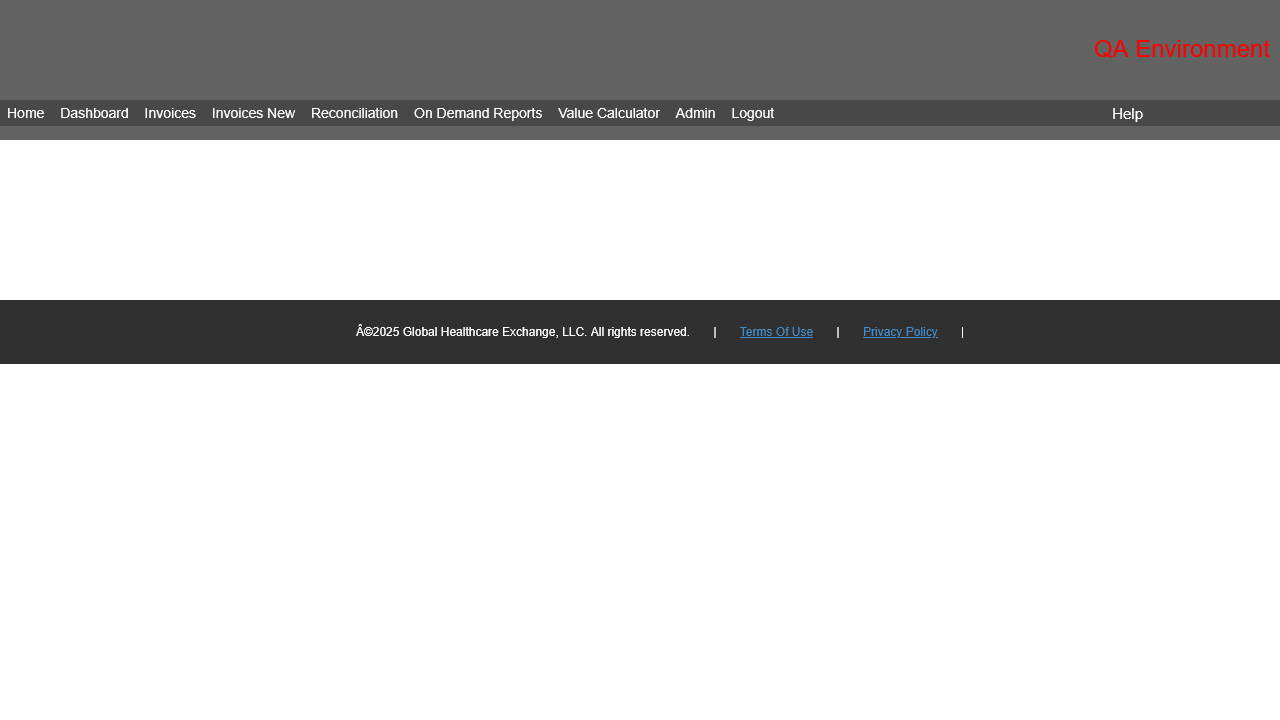 QA Environment
Home Dashboard Invoices Invoices New Reconciliation On Demand Reports Value Calculator Admin Logout Help
Â©2025 Global Healthcare Exchange, LLC. All rights reserved. | Terms Of Use | Privacy Policy |